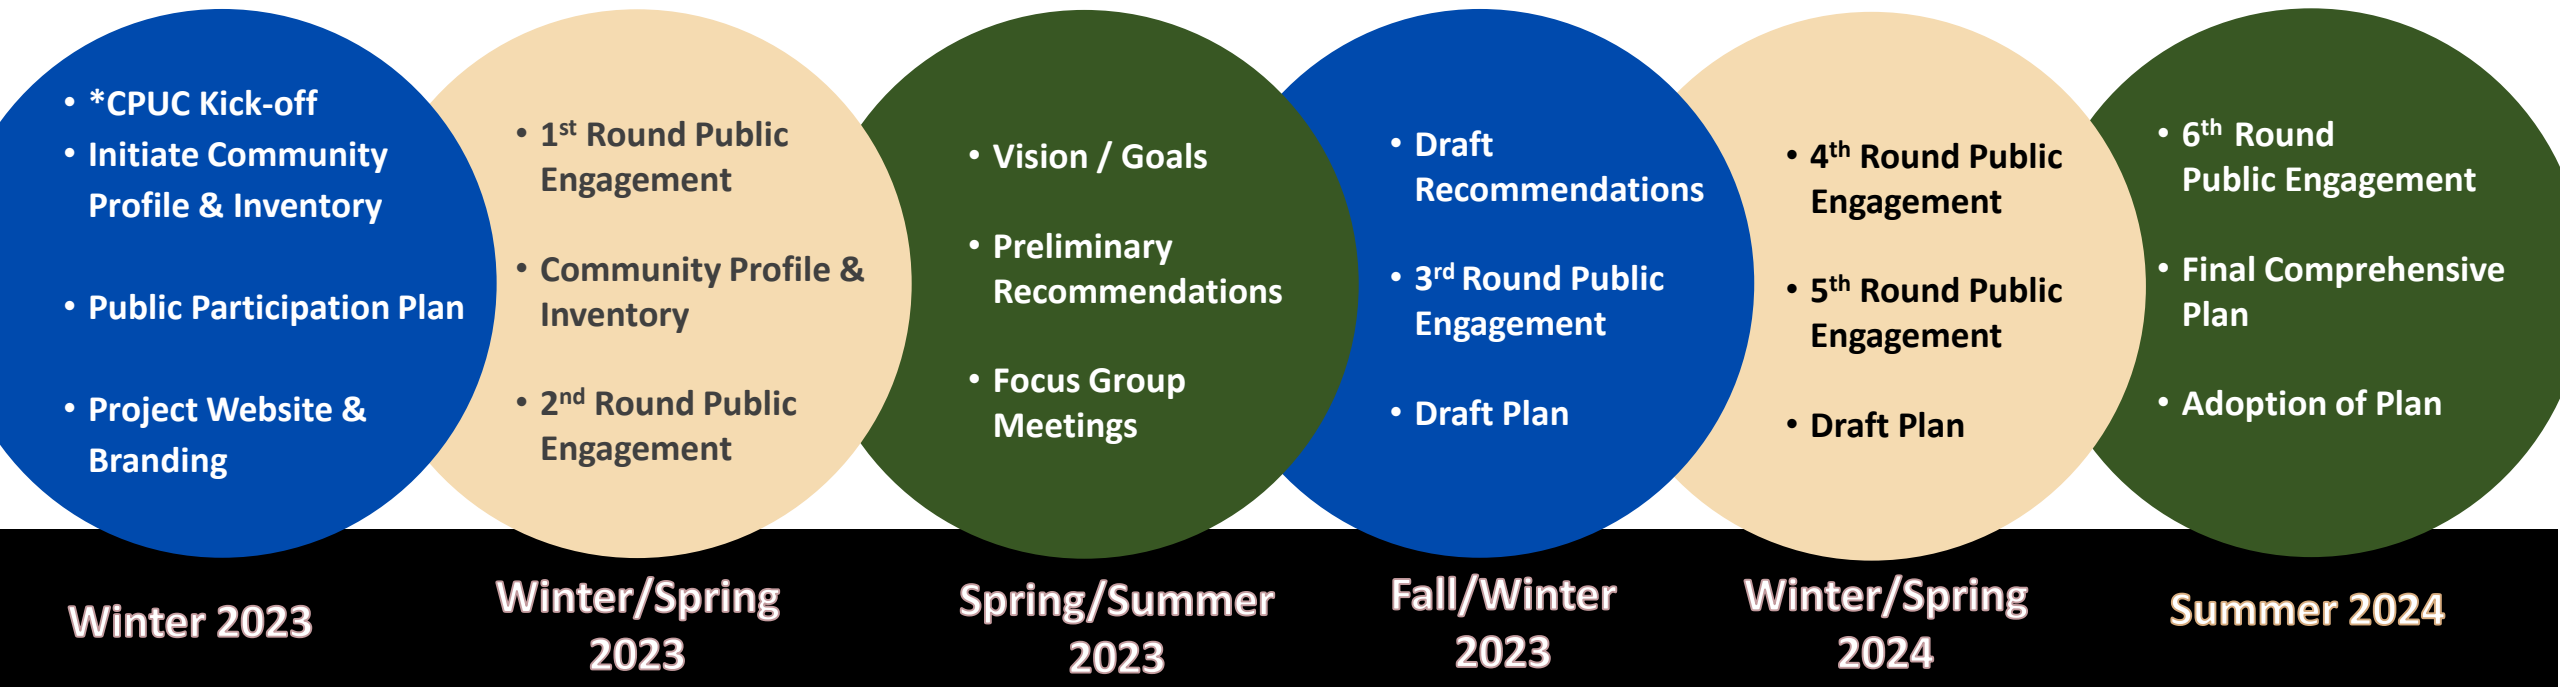 • *CPUC Kick-off
• Initiate Community
Profile & Inventory
• Public Participation Plan
• Project Website &
Branding
Winter 2023
• 1st Round Public
Engagement
• Community Profile &
Inventory
• 2nd Round Public
Engagement
Winter/Spring
2023
• Vision / Goals
• Preliminary
Recommendations
• Focus Group
Meetings
Spring/Summer
2023
• Draft
Recommendations
• 3rd Round Public
Engagement
• Draft Plan
Fall/Winter
2023
• 4th Round Public
Engagement
• 5th Round Public
Engagement
• Draft Plan
Winter/Spring
2024
• 6th Round
Public Engagement
• Final Comprehensive
Plan
• Adoption of Plan
Summer 2024